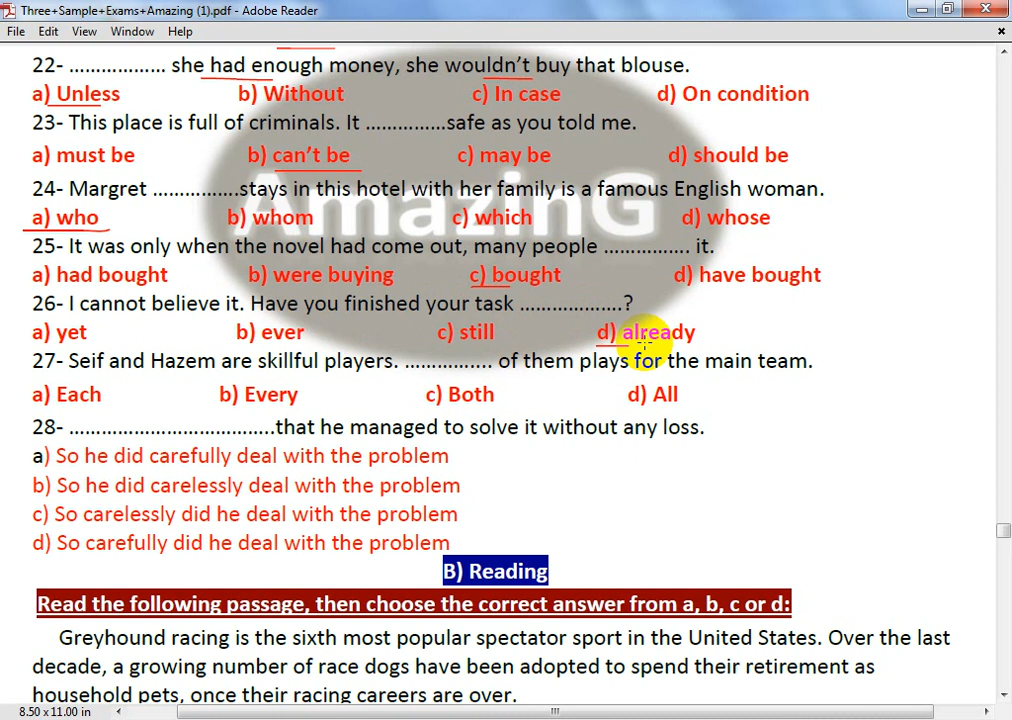 Three+Sample+Exams+Amazing (1).pdf - Adobe Reader
File Edit View Window Help
22- ……………… she had enough money, she wouldn't buy that blouse.
a) Unless b) Without c) In case d) On condition
23- This place is full of criminals. It ……………safe as you told me.
a) must be b) can't be c) may be d) should be
24- Margret …………….stays in this hotel with her family is a famous English woman.
a) who b) whom c) which d) whose
25- It was only when the novel had come out, many people …………… it.
a) had bought b) were buying c) bought d) have bought
26- I cannot believe it. Have you finished your task ……………….?
a) yet b) ever c) still d) already
27- Seif and Hazem are skillful players. …………… of them plays for the main team.
a) Each b) Every c) Both d) All
28- ………………………………..that he managed to solve it without any loss.
a) So he did carefully deal with the problem
b) So he did carelessly deal with the problem
c) So carelessly did he deal with the problem
d) So carefully did he deal with the problem
B) Reading
Read the following passage, then choose the correct answer from a, b, c or d:
Greyhound racing is the sixth most popular spectator sport in the United States. Over the last
decade, a growing number of race dogs have been adopted to spend their retirement as
household pets, once their racing careers are over.
8.50 x 11.00 in
AmazinG